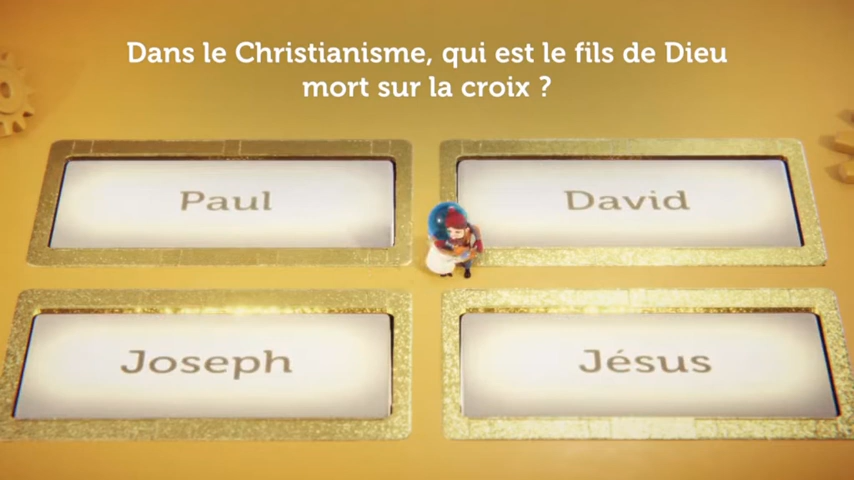 Dans le Christianisme, qui est le fils de Dieu
mort sur la croix ?
Paul
David
Joseph
Jésus